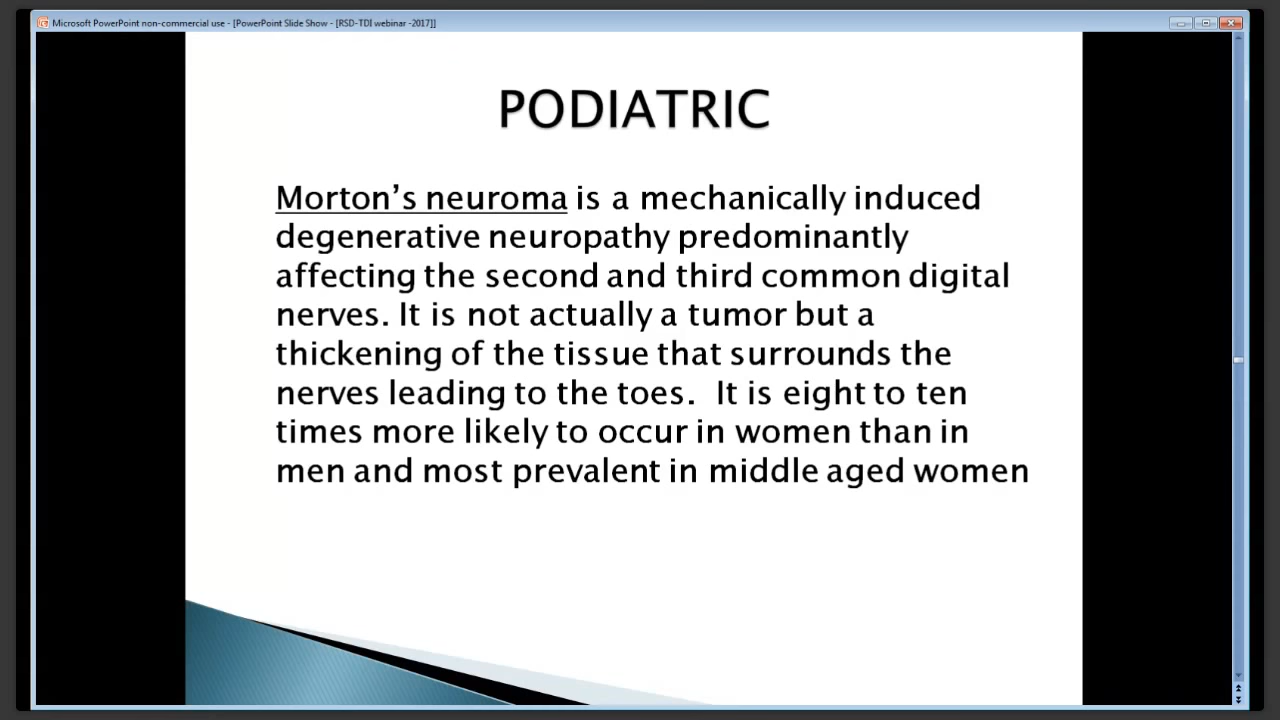 Microsoft PowerPoint non-commercial use - [PowerPoint Slide Show - [RSD-TDI webinar -2017]]
PODIATRIC
Morton's neuroma is a mechanically induced
degenerative neuropathy predominantly
affecting the second and third common digital
nerves. It is not actually a tumor but a
thickening of the tissue that surrounds the
nerves leading to the toes.  It is eight to ten
times more likely to occur in women than in
men and most prevalent in middle aged women